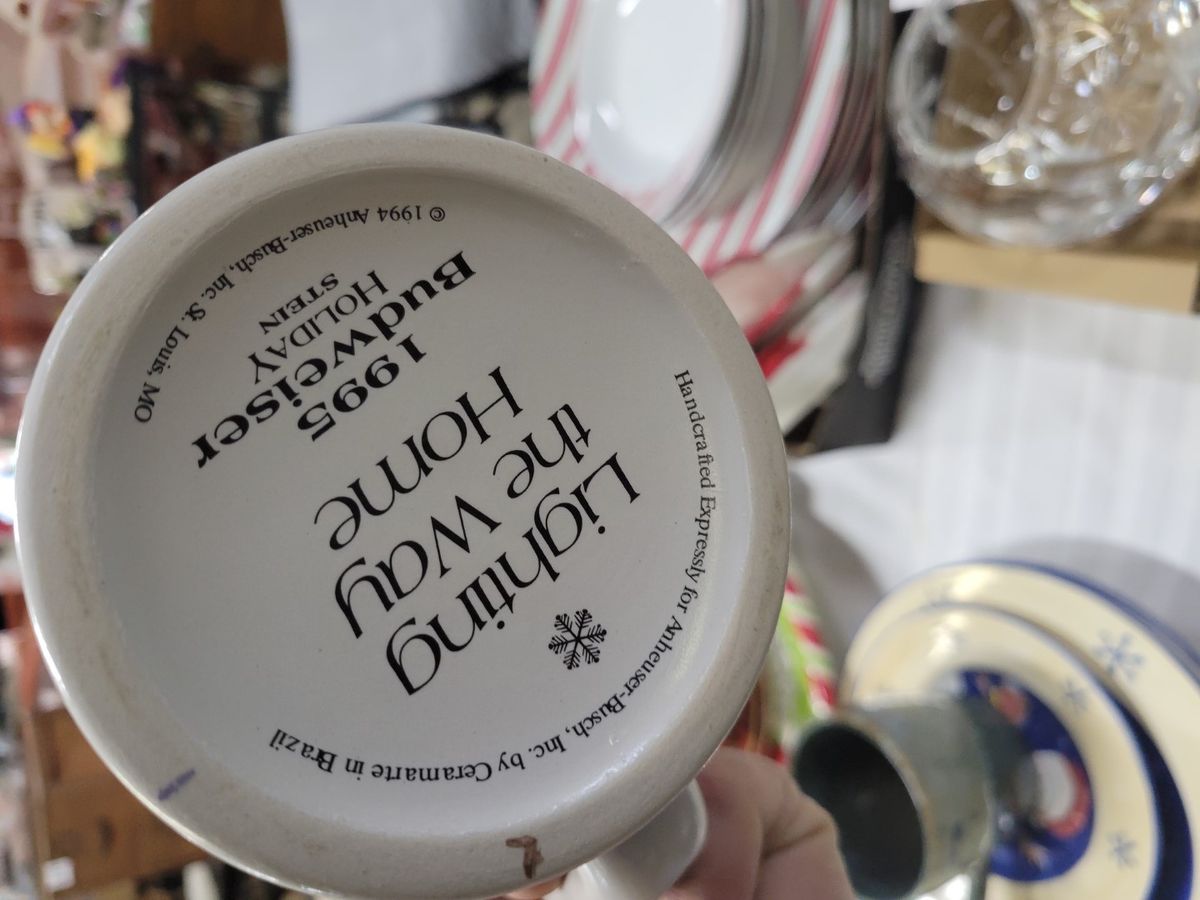 Handcrafted Expressly for Anheuser-Busch, Inc. by Ceramarte in Brazil
Lighting
the Way
Home
1995
Budweiser
HOLIDAY
STEIN
© 1994 Anheuser-Busch, Inc. St. Louis, MO